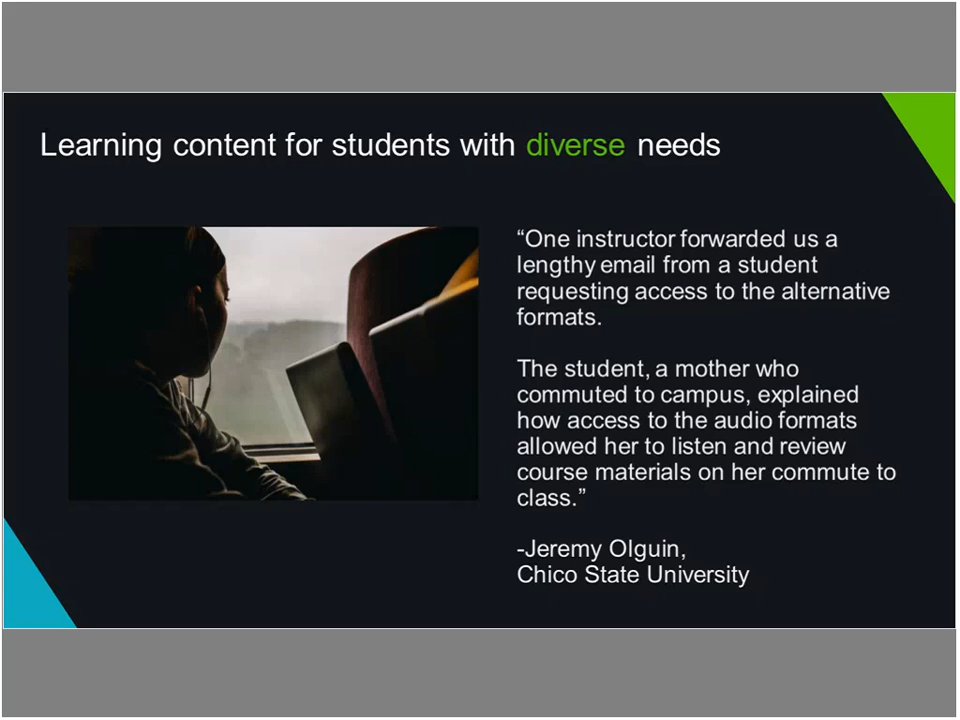 Learning content for students with diverse needs
“One instructor forwarded us a
lengthy email from a student
requesting access to the alternative
formats.
The student, a mother who
commuted to campus, explained
how access to the audio formats
allowed her to listen and review
course materials on her commute to
class.”
-Jeremy Olguin,
Chico State University